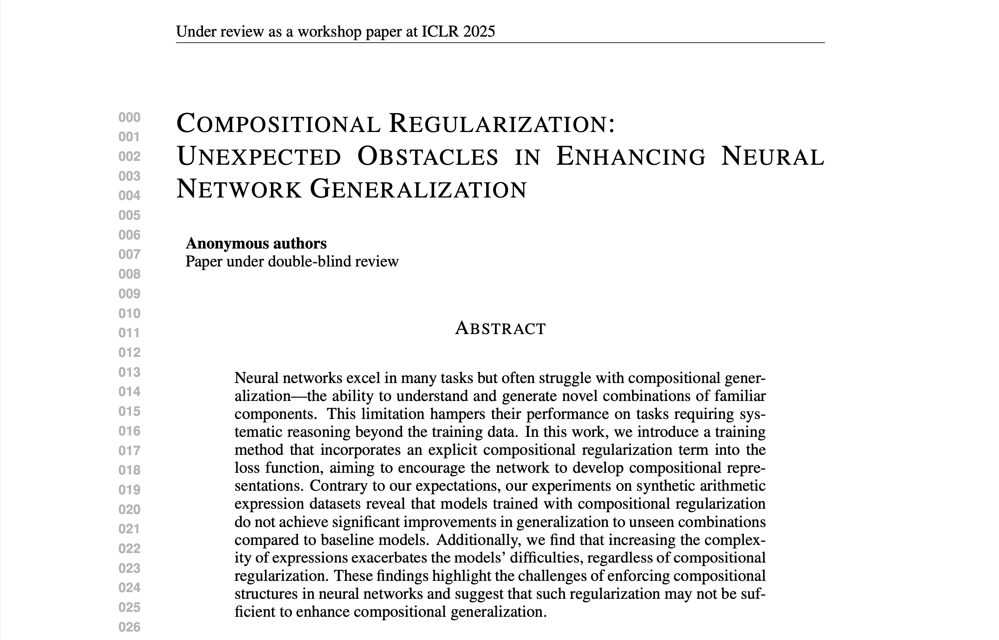 Under review as a workshop paper at ICLR 2025
000
001
002
003
004
005
006
007
008
009
010
011
012
013
014
015
016
017
018
019
020
021
022
023
024
025
026
COMPOSITIONAL REGULARIZATION:
UNEXPECTED OBSTACLES IN ENHANCING NEURAL
NETWORK GENERALIZATION
Anonymous authors
Paper under double-blind review
ABSTRACT
Neural networks excel in many tasks but often struggle with compositional gener-
alization—the ability to understand and generate novel combinations of familiar
components. This limitation hampers their performance on tasks requiring sys-
tematic reasoning beyond the training data. In this work, we introduce a training
method that incorporates an explicit compositional regularization term into the
loss function, aiming to encourage the network to develop compositional repre-
sentations. Contrary to our expectations, our experiments on synthetic arithmetic
expression datasets reveal that models trained with compositional regularization
do not achieve significant improvements in generalization to unseen combinations
compared to baseline models. Additionally, we find that increasing the complex-
ity of expressions exacerbates the models’ difficulties, regardless of compositional
regularization. These findings highlight the challenges of enforcing compositional
structures in neural networks and suggest that such regularization may not be suf-
ficient to enhance compositional generalization.